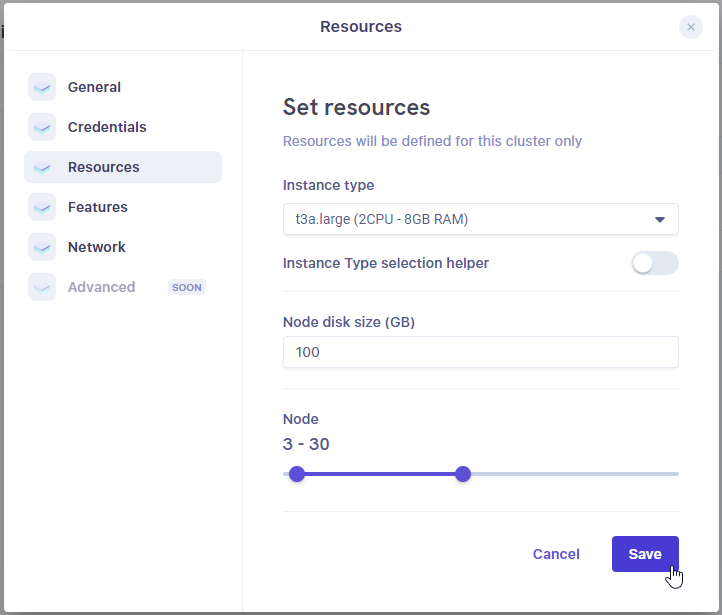 Resources
General
Credentials
Resources
Features
Network
Advanced SOON
Set resources
Resources will be defined for this cluster only
Instance type
t3a.large (2CPU - 8GB RAM)
Instance Type selection helper
Node disk size (GB)
100
Node
3 - 30
Cancel Save